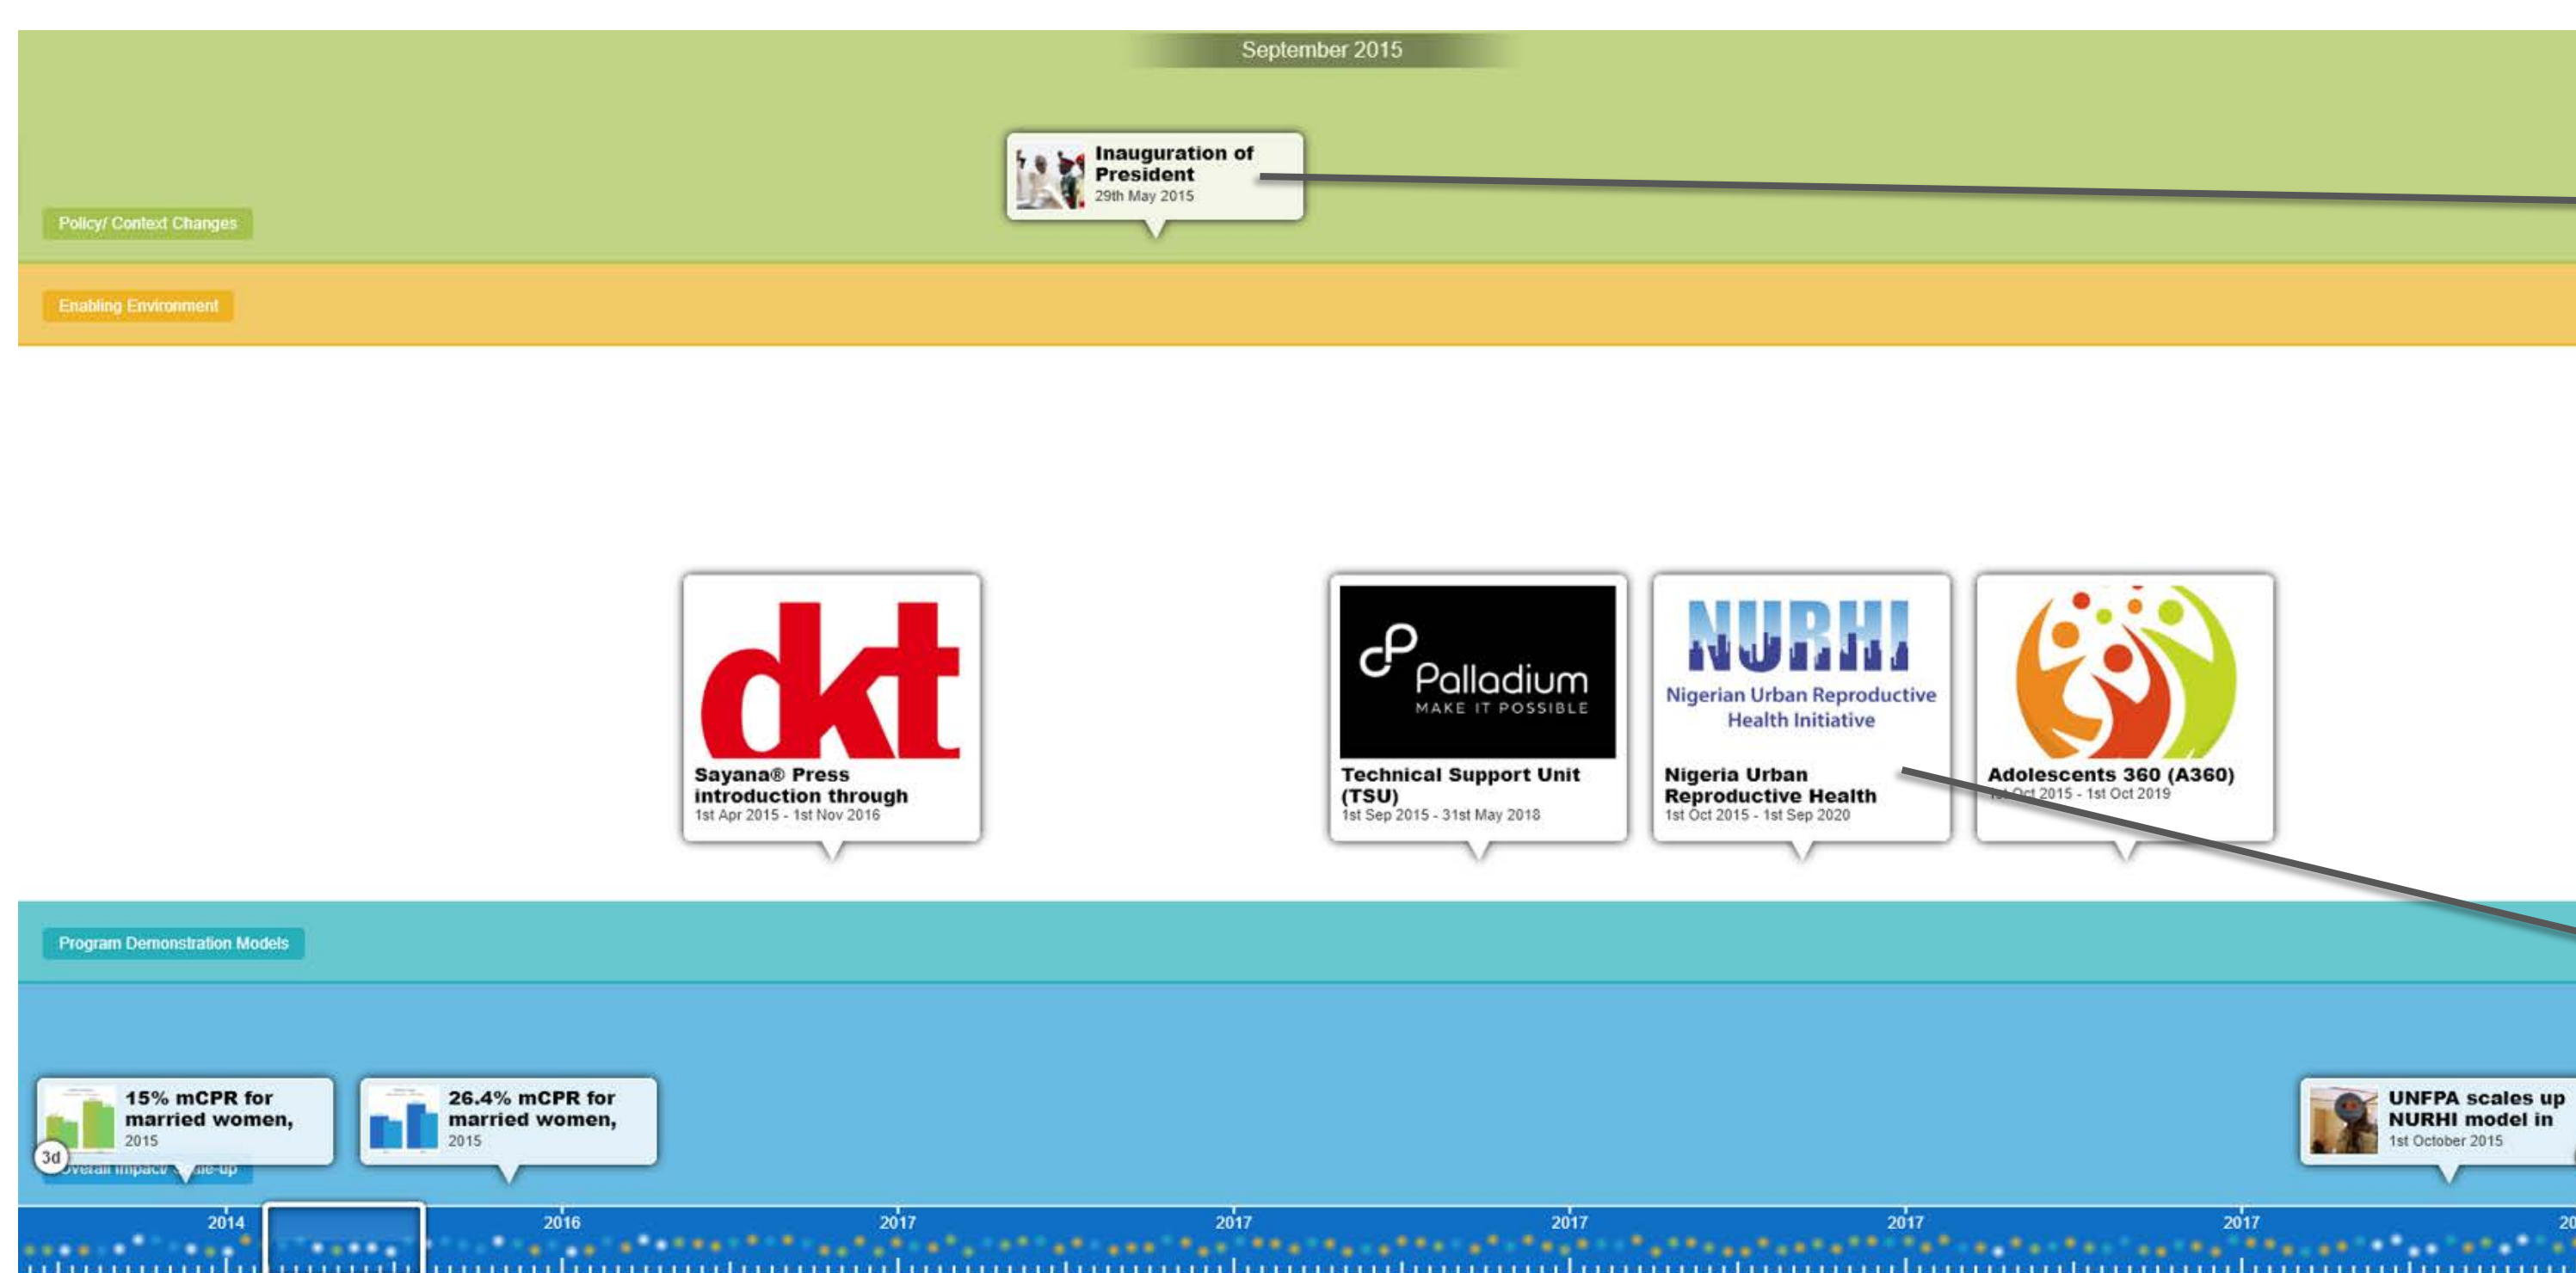 September 2015
Inauguration of
President
29th May 2015
Policy/ Context Changes
Enabling Environment
dkt
Sayana® Press
introduction through
1st Apr 2015 - 1st Nov 2016
Palladium
MAKE IT POSSIBLE
Technical Support Unit
(TSU)
1st Sep 2015 - 31st May 2018
NURHI
Nigerian Urban Reproductive
Health Initiative
Nigeria Urban
Reproductive Health
1st Oct 2015 - 1st Sep 2020
Adolescents 360 (A360)
1st Oct 2015 - 1st Oct 2019
Program Demonstration Models
15% mCPR for
married women,
2015
3d
26.4% mCPR for
married women,
2015
Overall Impact/
UNFPA scales up
NURHI model in
1st October 2015
2014
2016
2017
2017
2017
2017
2017